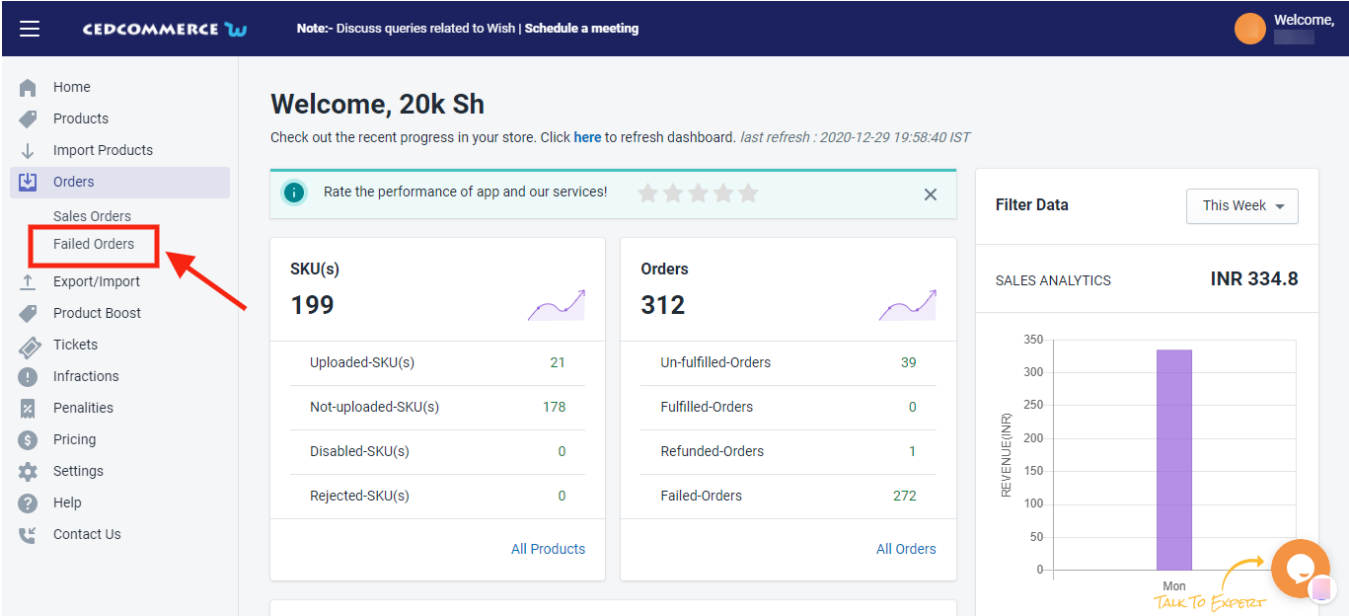 CEDCOMMERCE
Note:- Discuss queries related to Wish | Schedule a meeting
Welcome,
Home
Products
Import Products
Orders
Sales Orders
Failed Orders
Export/Import
Product Boost
Tickets
Infractions
Penalities
Pricing
Settings
Help
Contact Us
Welcome, 20k Sh
Check out the recent progress in your store. Click here to refresh dashboard. last refresh : 2020-12-29 19:58:40 IST
Rate the performance of app and our services!
SKU(s)
199
Uploaded-SKU(s) 21
Not-uploaded-SKU(s) 178
Disabled-SKU(s) 0
Rejected-SKU(s) 0
All Products
Orders
312
Un-fulfilled-Orders 39
Fulfilled-Orders 0
Refunded-Orders 1
Failed-Orders 272
All Orders
Filter Data This Week
SALES ANALYTICS INR 334.8
REVENUE(INR)
350
300
250
200
150
100
50
0
Mon
TALK TO EXPERT